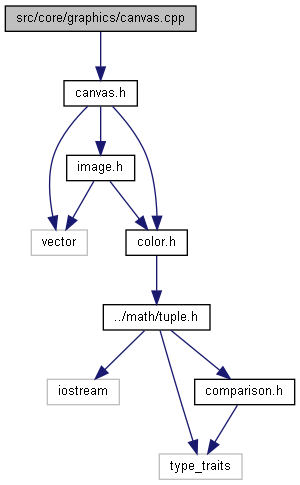 src/core/graphics/canvas.cpp
canvas.h
image.h
vector
color.h
../math/tuple.h
iostream
comparison.h
type_traits